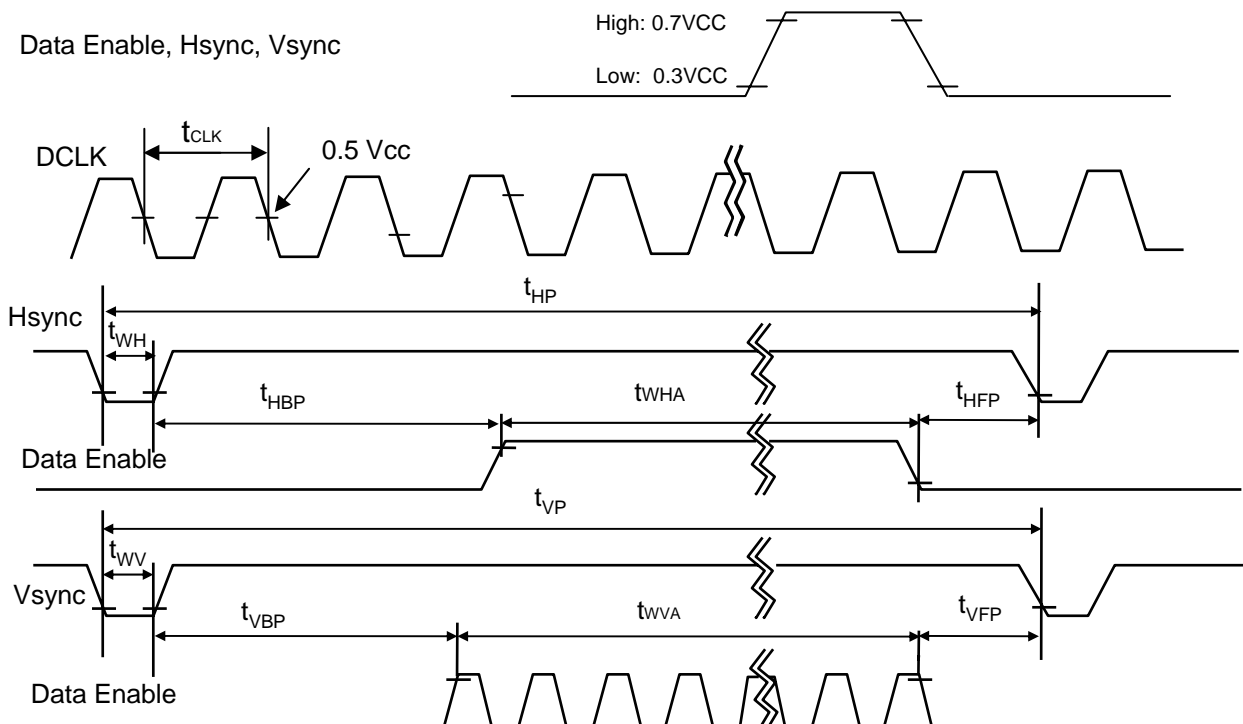 High: 0.7VCC
Data Enable, Hsync, Vsync
Low: 0.3VCC
tCLK
DCLK
0.5 Vcc
tHP
Hsync
tWH
tHBP
tWHA
tHFP
Data Enable
tVP
tWV
Vsync
tVBP
tWVA
tVFP
Data Enable